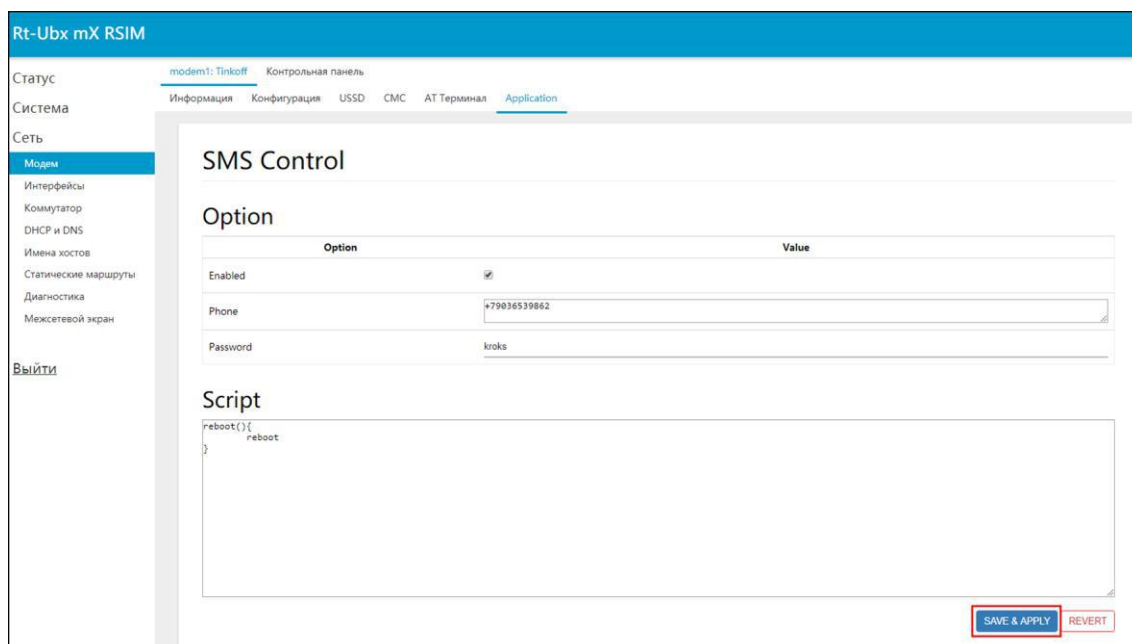 Rt-Ubx mX RSIM
Статус
Система
Сеть
Модем
Интерфейсы
Коммутатор
DHCP и DNS
Имена хостов
Статические маршруты
Диагностика
Межсетевой экран
Выйти
modem1: Tinkoff Контрольная панель
Информация Конфигурация USSD СМС АТ Терминал Application
SMS Control
Option
Option Value
Enabled
Phone +79036539862
Password kroks
Script
reboot(){
reboot
}
SAVE & APPLY REVERT